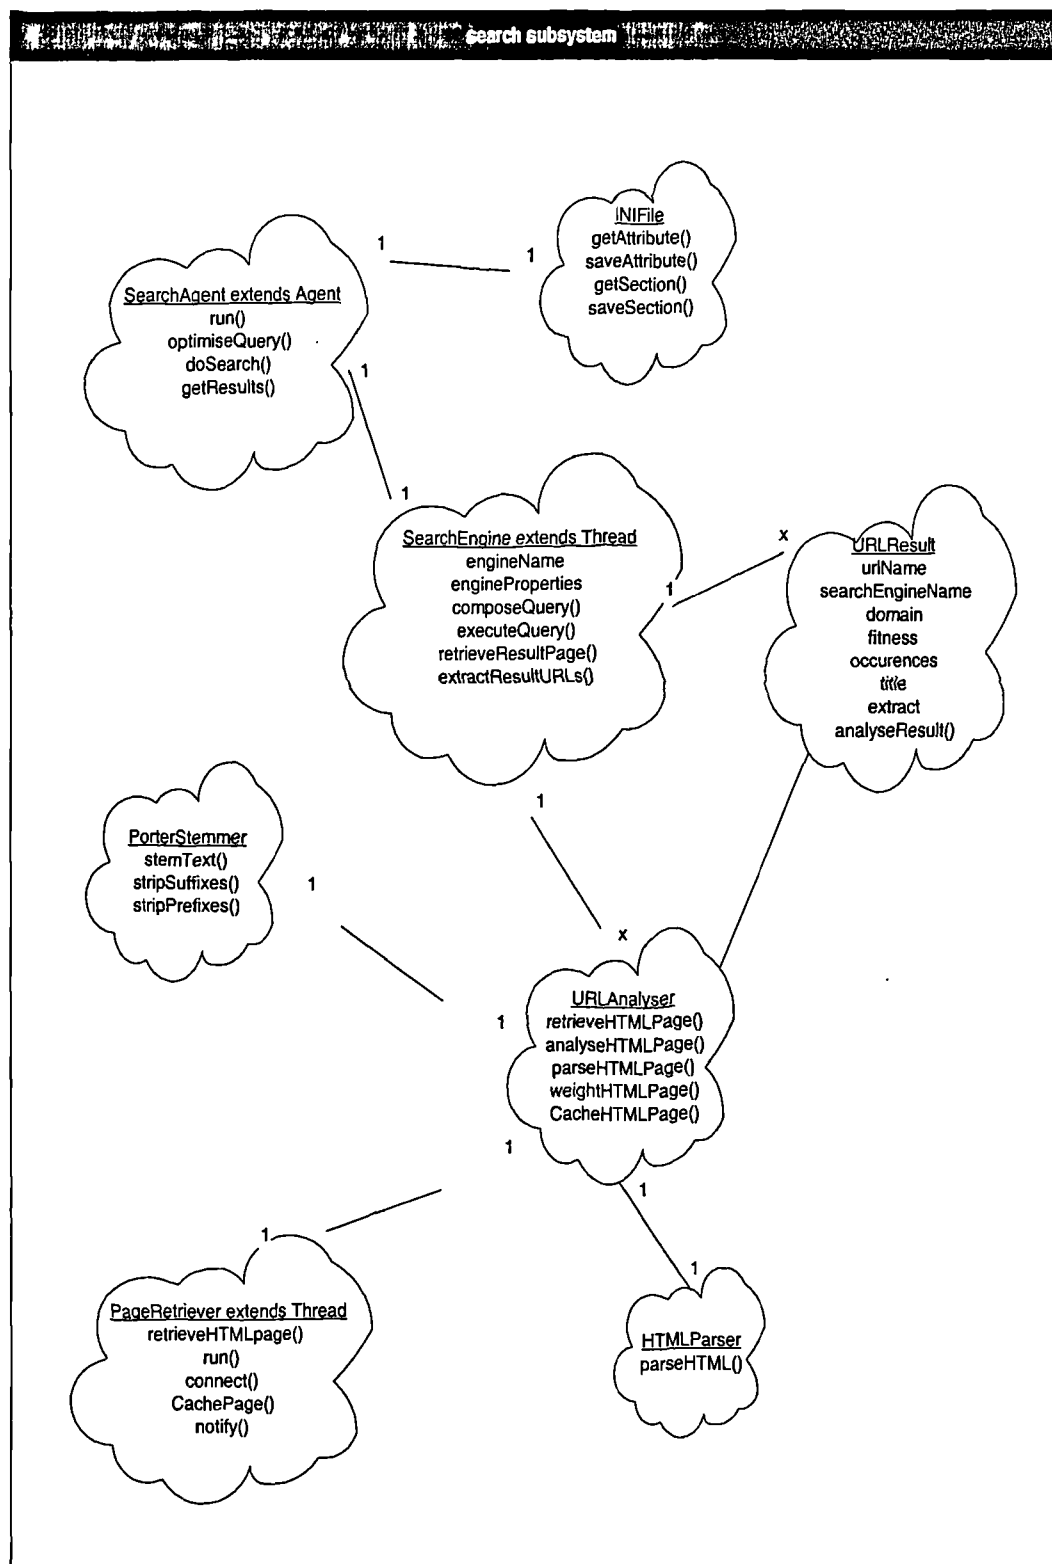 search subsystem
INIFile
getAttribute()
saveAttribute()
getSection()
saveSection()
1
1
SearchAgent extends Agent
run()
optimiseQuery()
doSearch()
getResults()
1
1
SearchEngine extends Thread
engineName
engineProperties
composeQuery()
executeQuery()
retrieveResultPage()
extractResultURLs()
1
x
URLResult
urlName
searchEngineName
domain
fitness
occurences
title
extract
analyseResult()
1
x
PorterStemmer
stemText()
stripSuffixes()
stripPrefixes()
1
1
URLAnalyser
retrieveHTMLPage()
analyseHTMLPage()
parseHTMLPage()
weightHTMLPage()
CacheHTMLPage()
1
1
1
1
PageRetriever extends Thread
retrieveHTMLpage()
run()
connect()
CachePage()
notify()
HTMLParser
parseHTML()